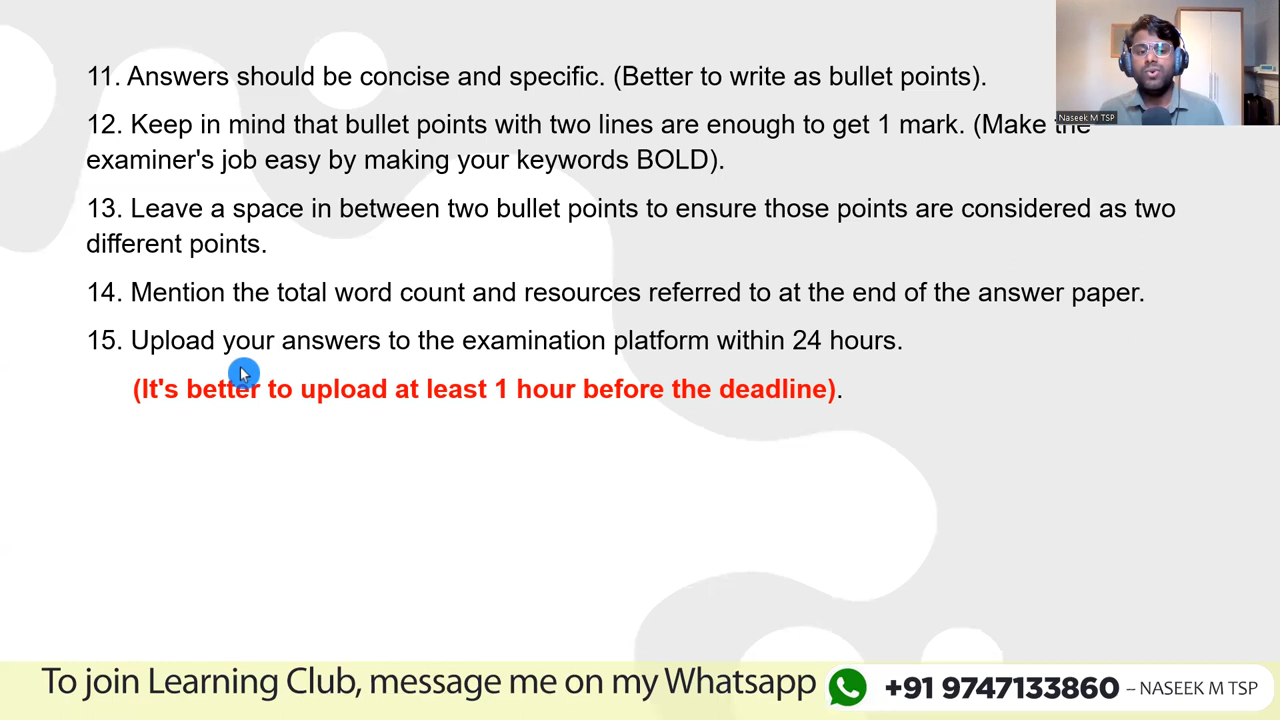 11. Answers should be concise and specific. (Better to write as bullet points).
12. Keep in mind that bullet points with two lines are enough to get 1 mark. (Make the
examiner's job easy by making your keywords BOLD).
Naseek M TSP
13. Leave a space in between two bullet points to ensure those points are considered as two
different points.
14. Mention the total word count and resources referred to at the end of the answer paper.
15. Upload your answers to the examination platform within 24 hours.
(It's better to upload at least 1 hour before the deadline).
To join Learning Club, message me on my Whatsapp +91 9747133860 – NASEEK M TSP